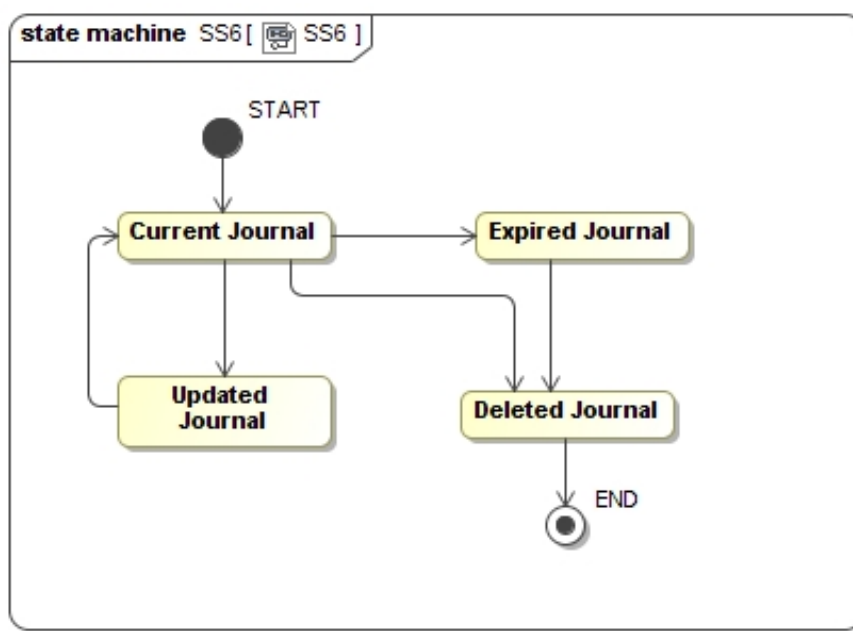 state machine SS6 [ SS6 ]
START
Current Journal
Expired Journal
Updated
Journal
Deleted Journal
END